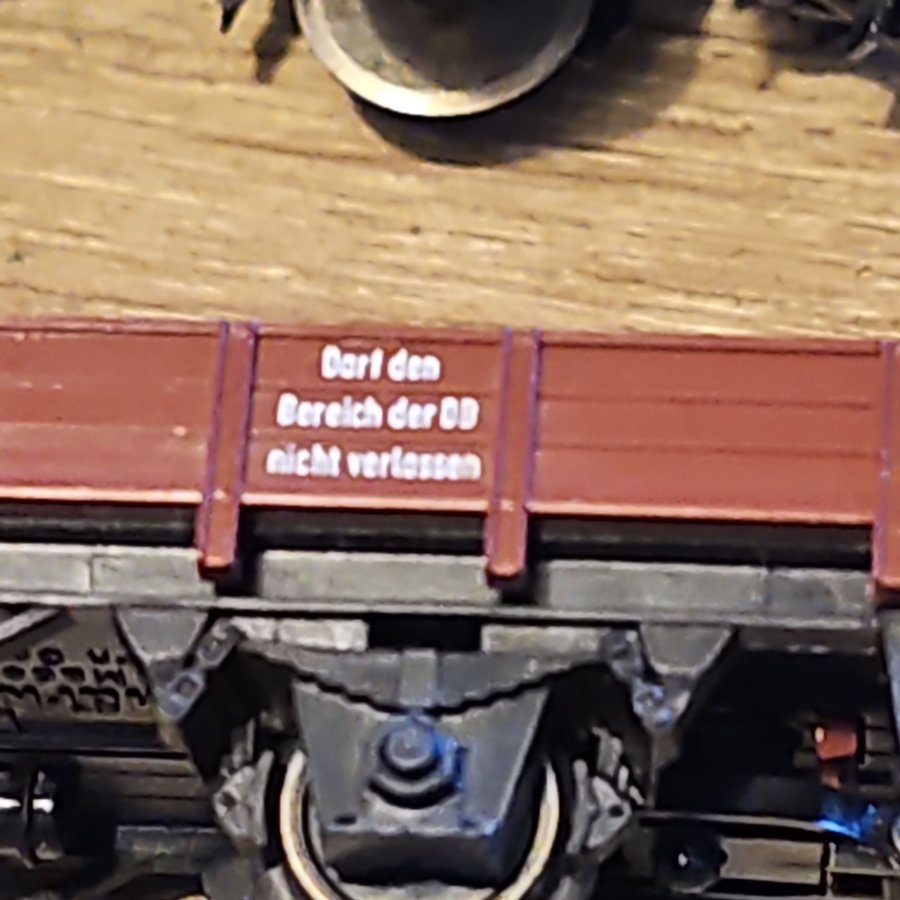 Darf den
Bereich der DB
nicht verlassen